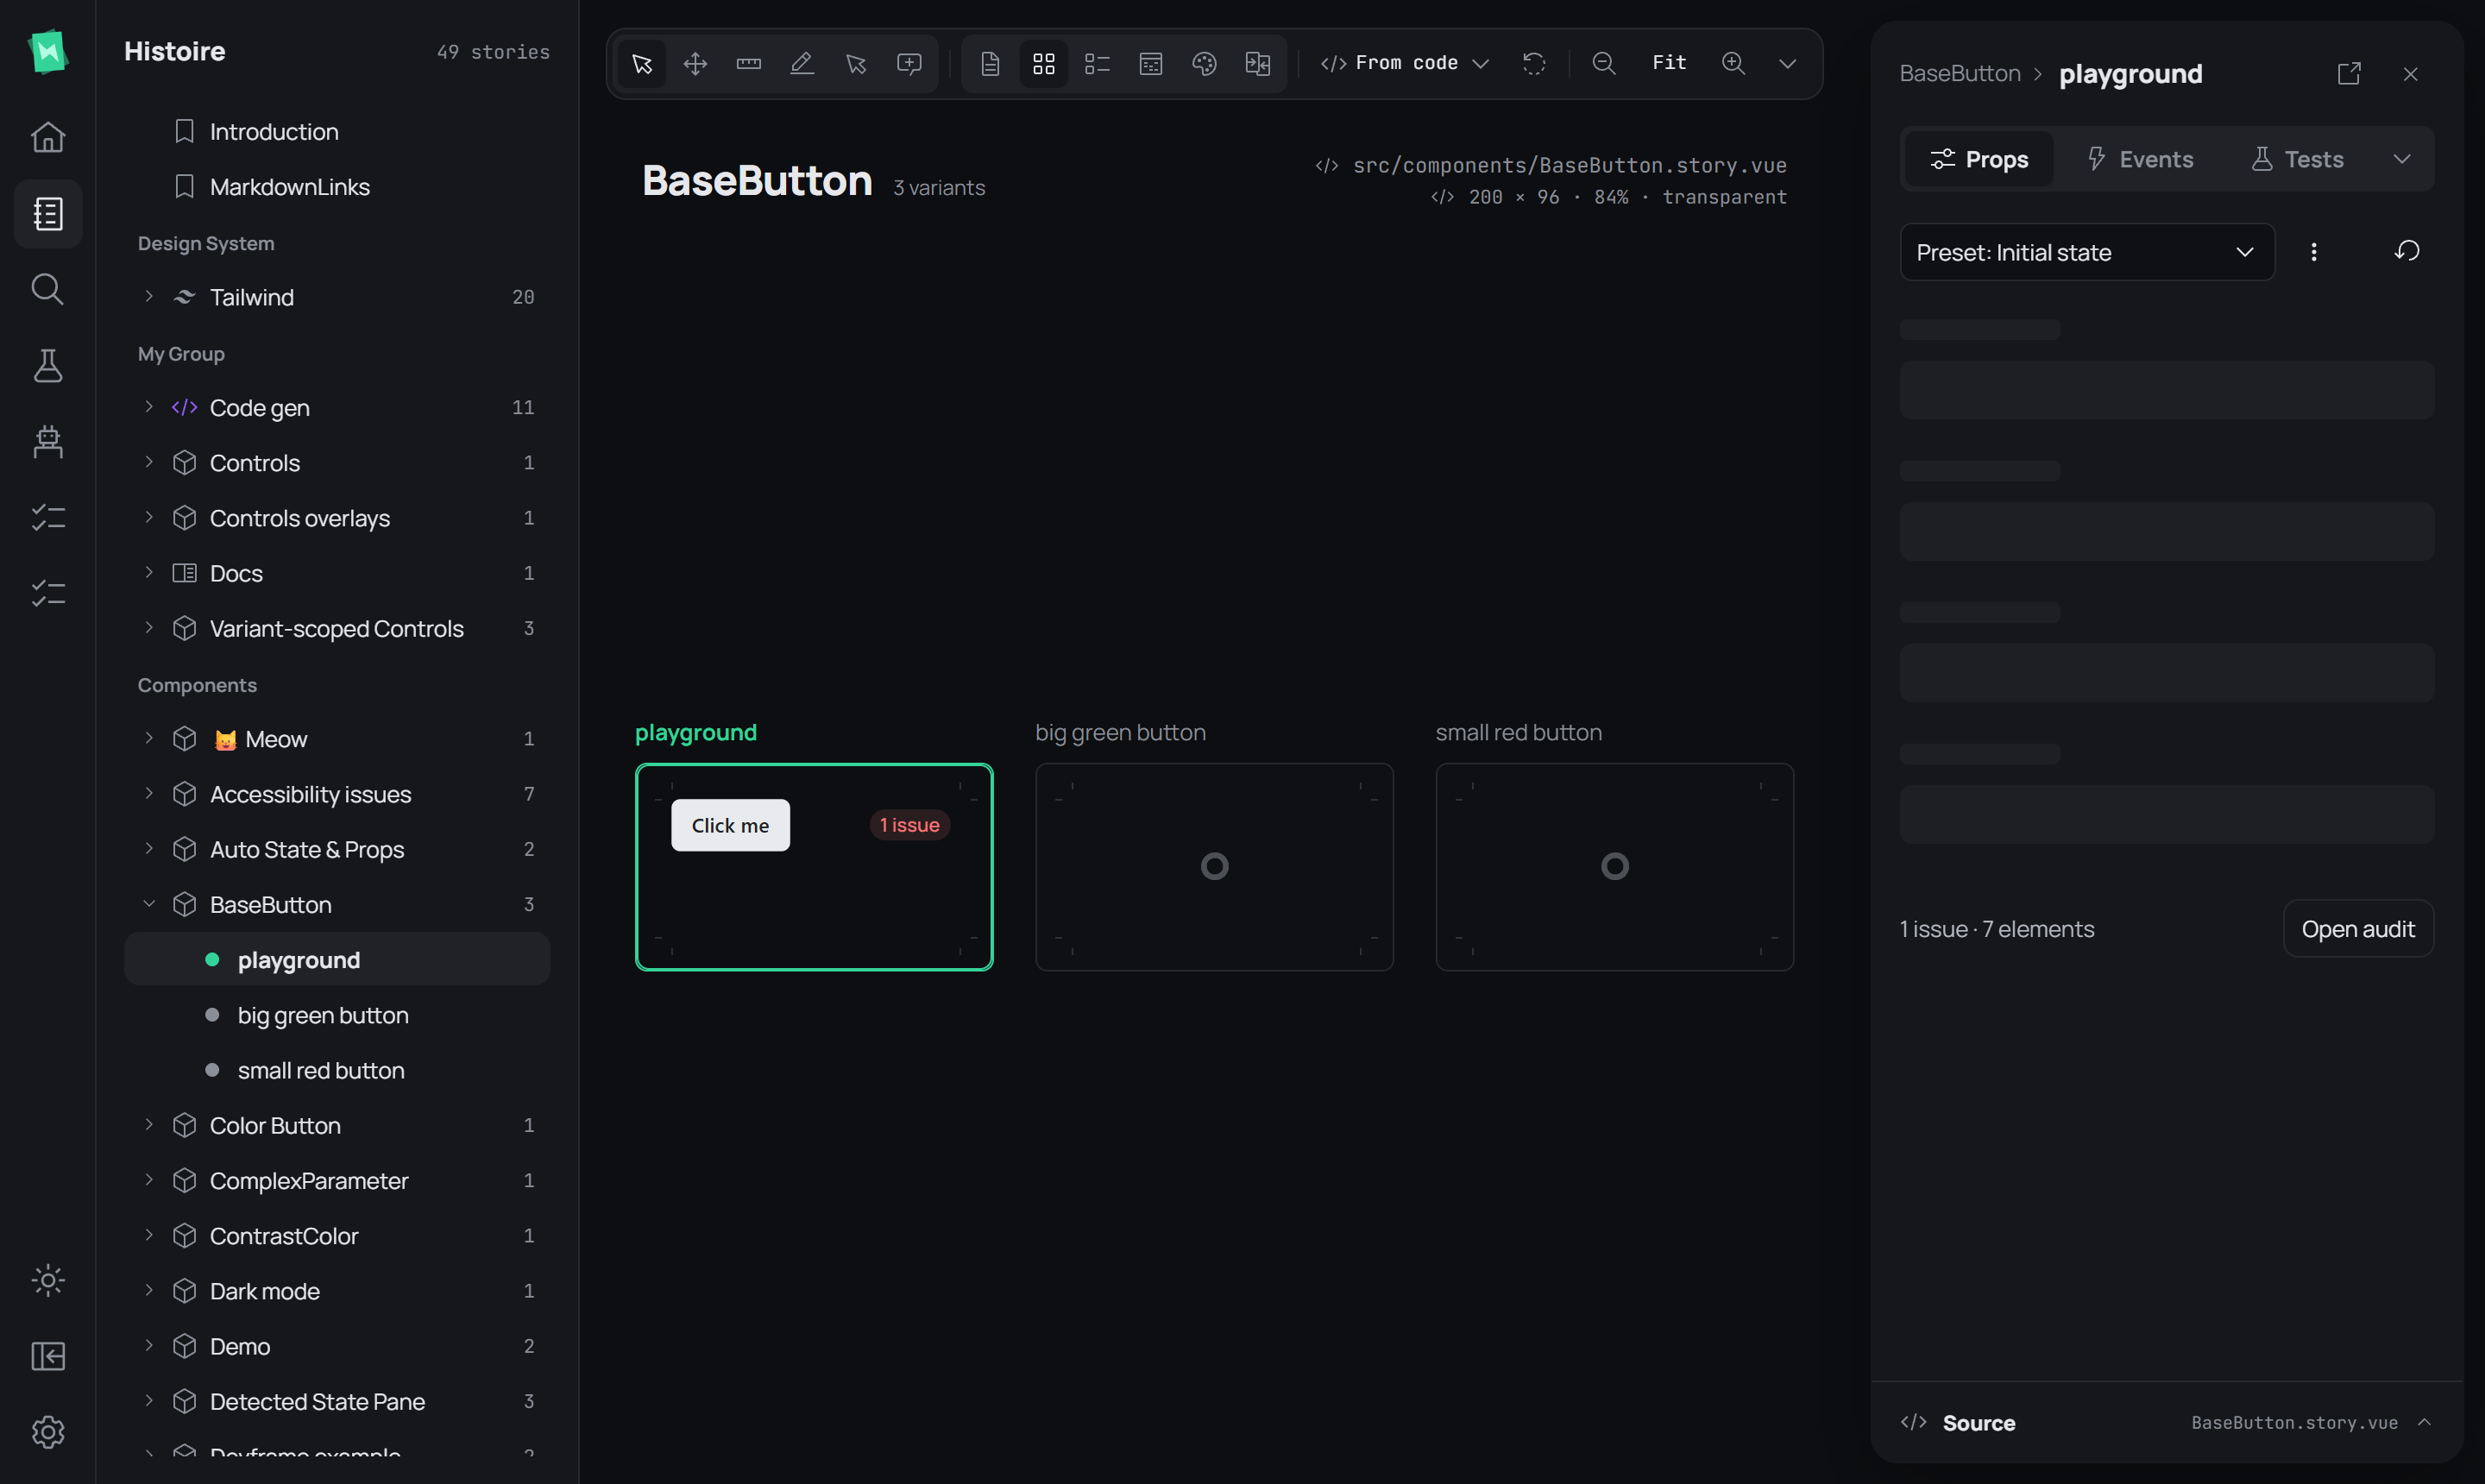 Histoire
49 stories
Introduction
MarkdownLinks
Design System
Tailwind 20
My Group
Code gen 11
Controls 1
Controls overlays 1
Docs 1
Variant-scoped Controls 3
Components
😺 Meow 1
Accessibility issues 7
Auto State & Props 2
BaseButton 3
playground
big green button
small red button
Color Button 1
ComplexParameter 1
ContrastColor 1
Dark mode 1
Demo 2
Detected State Pane 3
</> From code
Fit
BaseButton 3 variants
</> src/components/BaseButton.story.vue
</> 200 × 96 · 84% · transparent
playground
Click me
1 issue
big green button
small red button
BaseButton > playground
Props
Events
Tests
Preset: Initial state
1 issue · 7 elements
Open audit
</> Source
BaseButton.story.vue